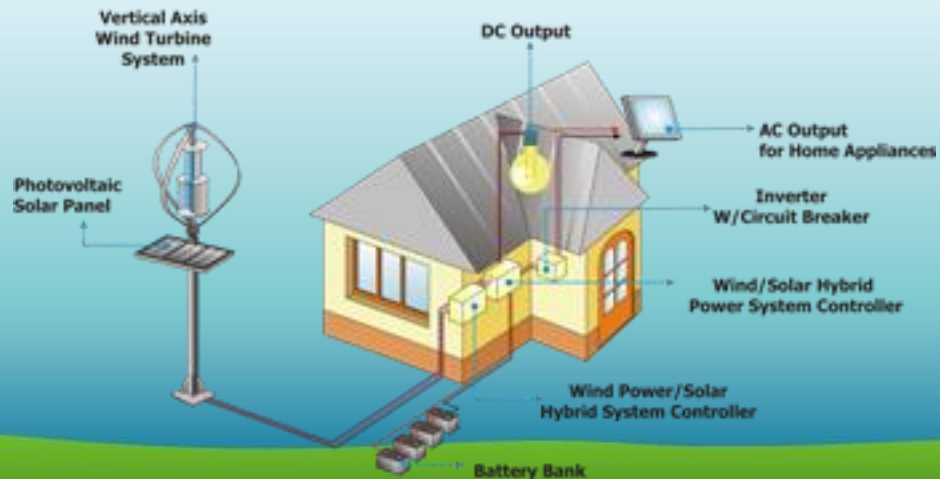 Vertical Axis
Wind Turbine
System
DC Output
AC Output
for Home Appliances
Photovoltaic
Solar Panel
Inverter
W/Circuit Breaker
Wind/Solar Hybrid
Power System Controller
Wind Power/Solar
Hybrid System Controller
Battery Bank